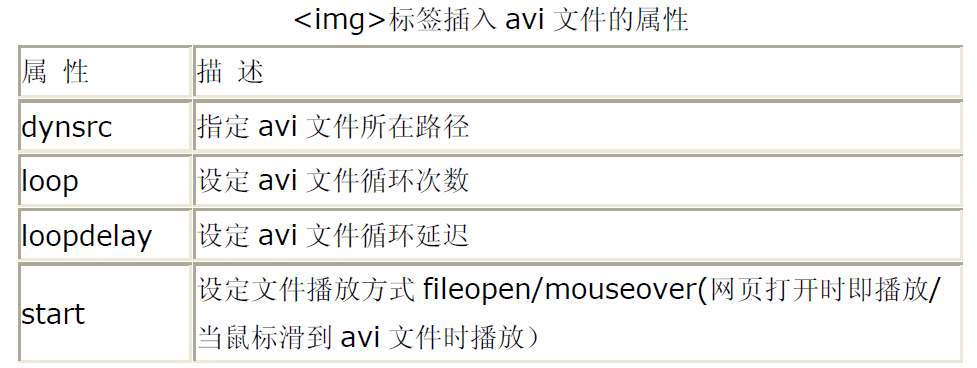 <img>标签插入 avi 文件的属性
属 性 描 述
dynsrc 指定 avi 文件所在路径
loop 设定 avi 文件循环次数
loopdelay 设定 avi 文件循环延迟
start 设定文件播放方式 fileopen/mouseover(网页打开时即播放/
当鼠标滑到 avi 文件时播放）